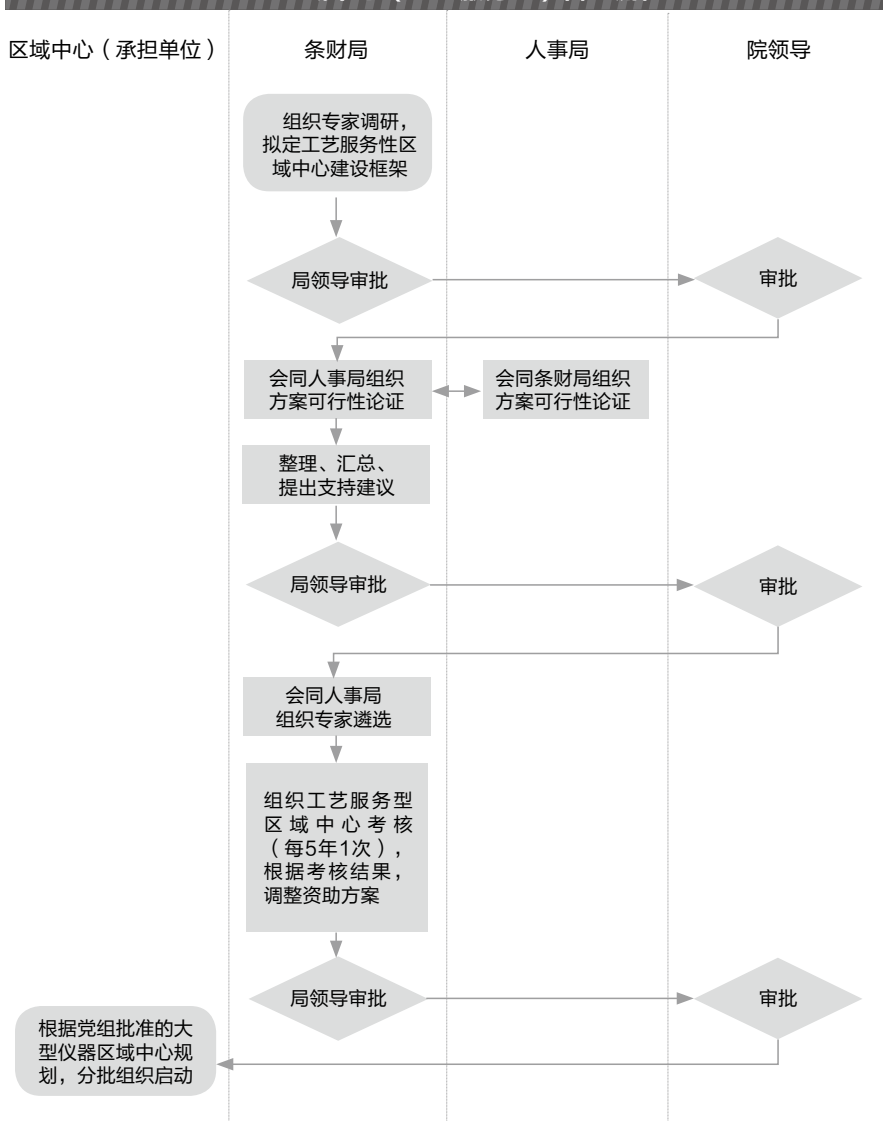 区域中心（承担单位）
条财局
人事局
院领导
组织专家调研，
拟定工艺服务性区
域中心建设框架
局领导审批
审批
会同人事局组织
方案可行性论证
会同条财局组织
方案可行性论证
整理、汇总、
提出支持建议
局领导审批
审批
会同人事局
组织专家遴选
组织工艺服务型
区域中心考核
（每5年1次），
根据考核结果，
调整资助方案
局领导审批
审批
根据党组批准的大
型仪器区域中心规
划，分批组织启动